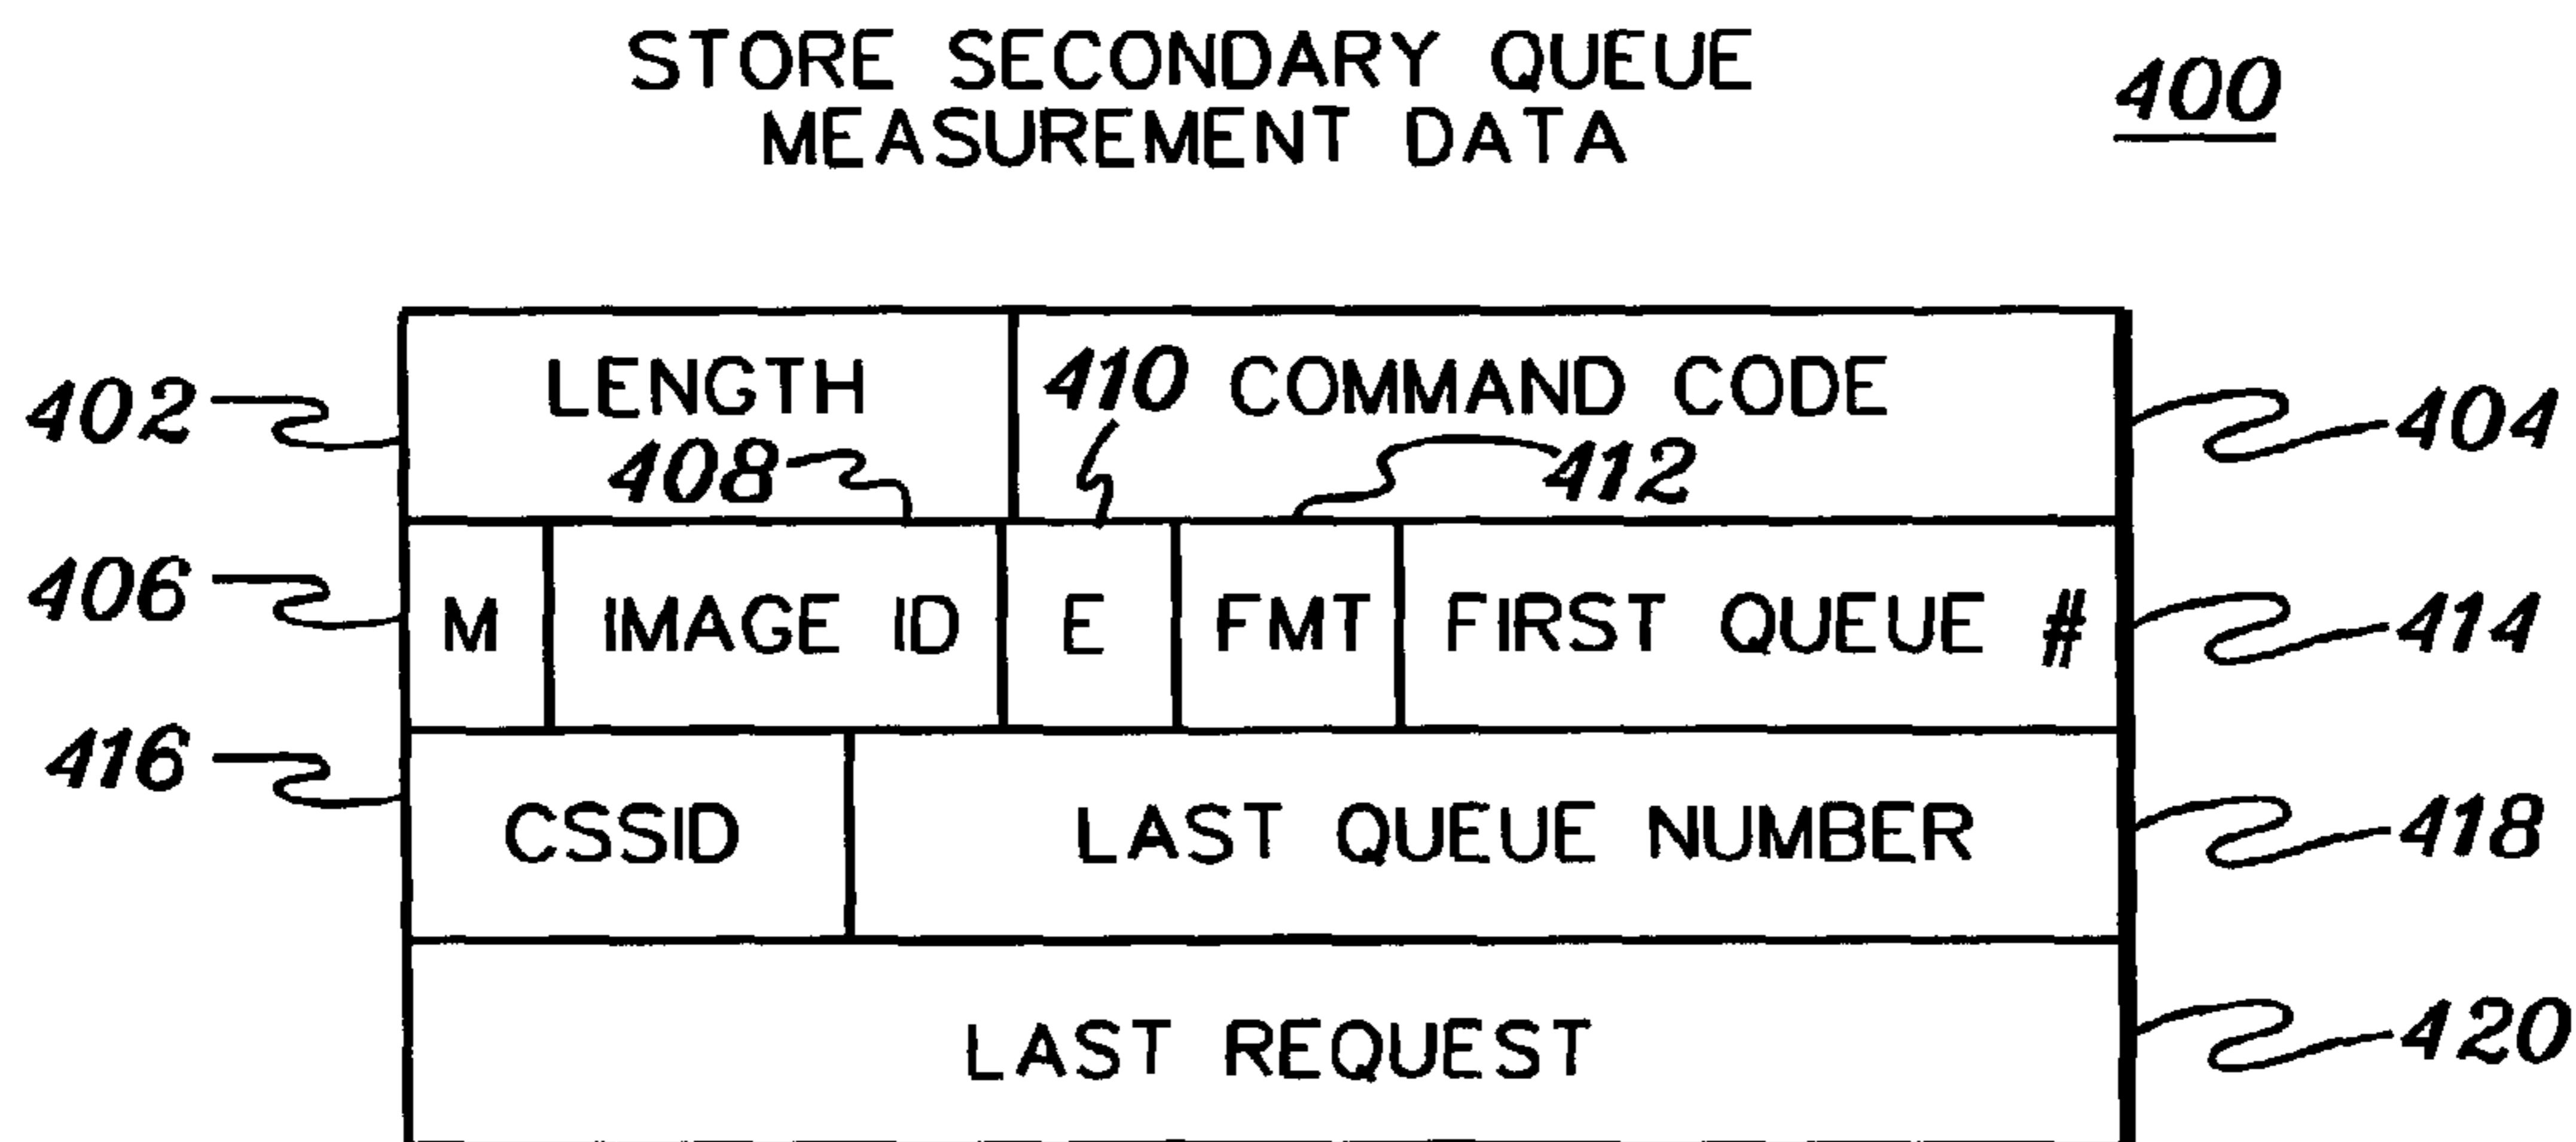 STORE SECONDARY QUEUE
MEASUREMENT DATA
400
402 LENGTH 410 COMMAND CODE 404
408 412
406 M IMAGE ID E FMT FIRST QUEUE # 414
416 CSSID LAST QUEUE NUMBER 418
LAST REQUEST 420